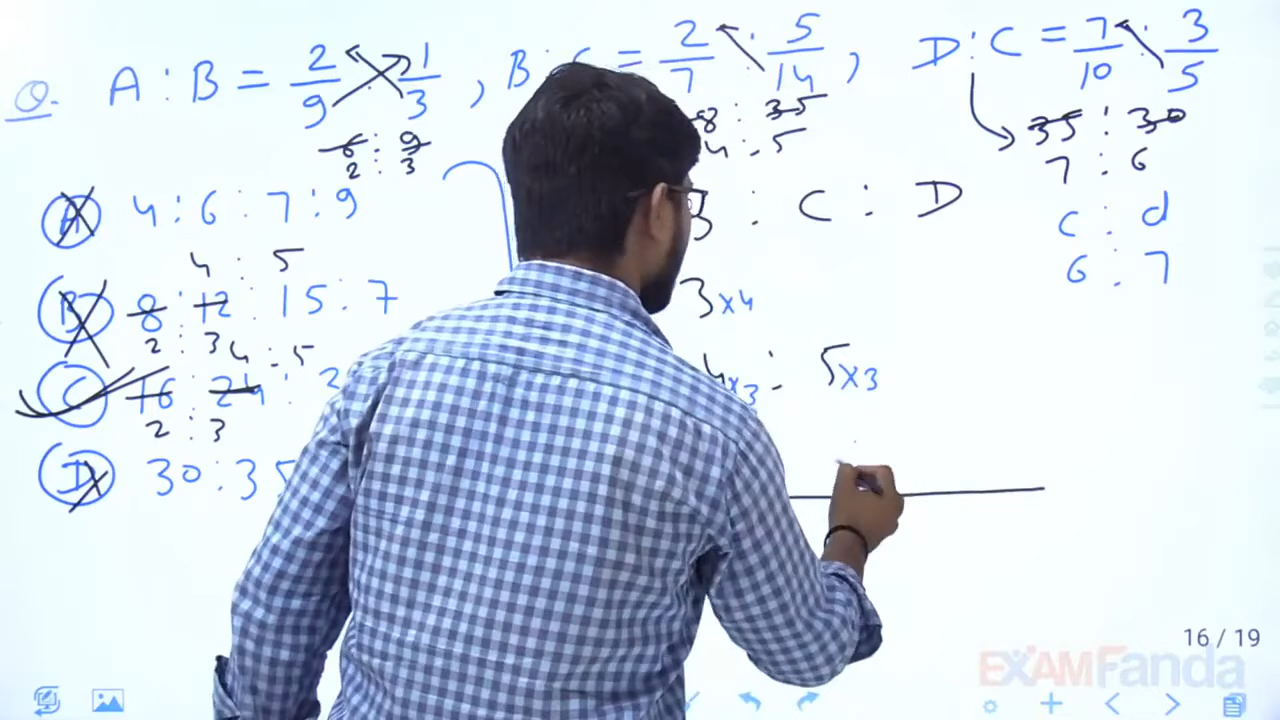 Q. A : B = 2/9 : 1/3 , B : C = 2/7 : 5/14 , D : C = 7/10 : 3/5
6 : 9
2 : 3
8 : 35
4 : 5
35 : 30
7 : 6
C : d
6 : 7
: C : D
3x4
4x3 : 5x3
(A) 4 : 6 : 7 : 9
4 : 5
(B) 8 : 12 : 15 : 7
2 : 3
4 : 5
(C) 16 : 24 :
2 : 3
(D) 30 : 35
16 / 19
EXAMFanda